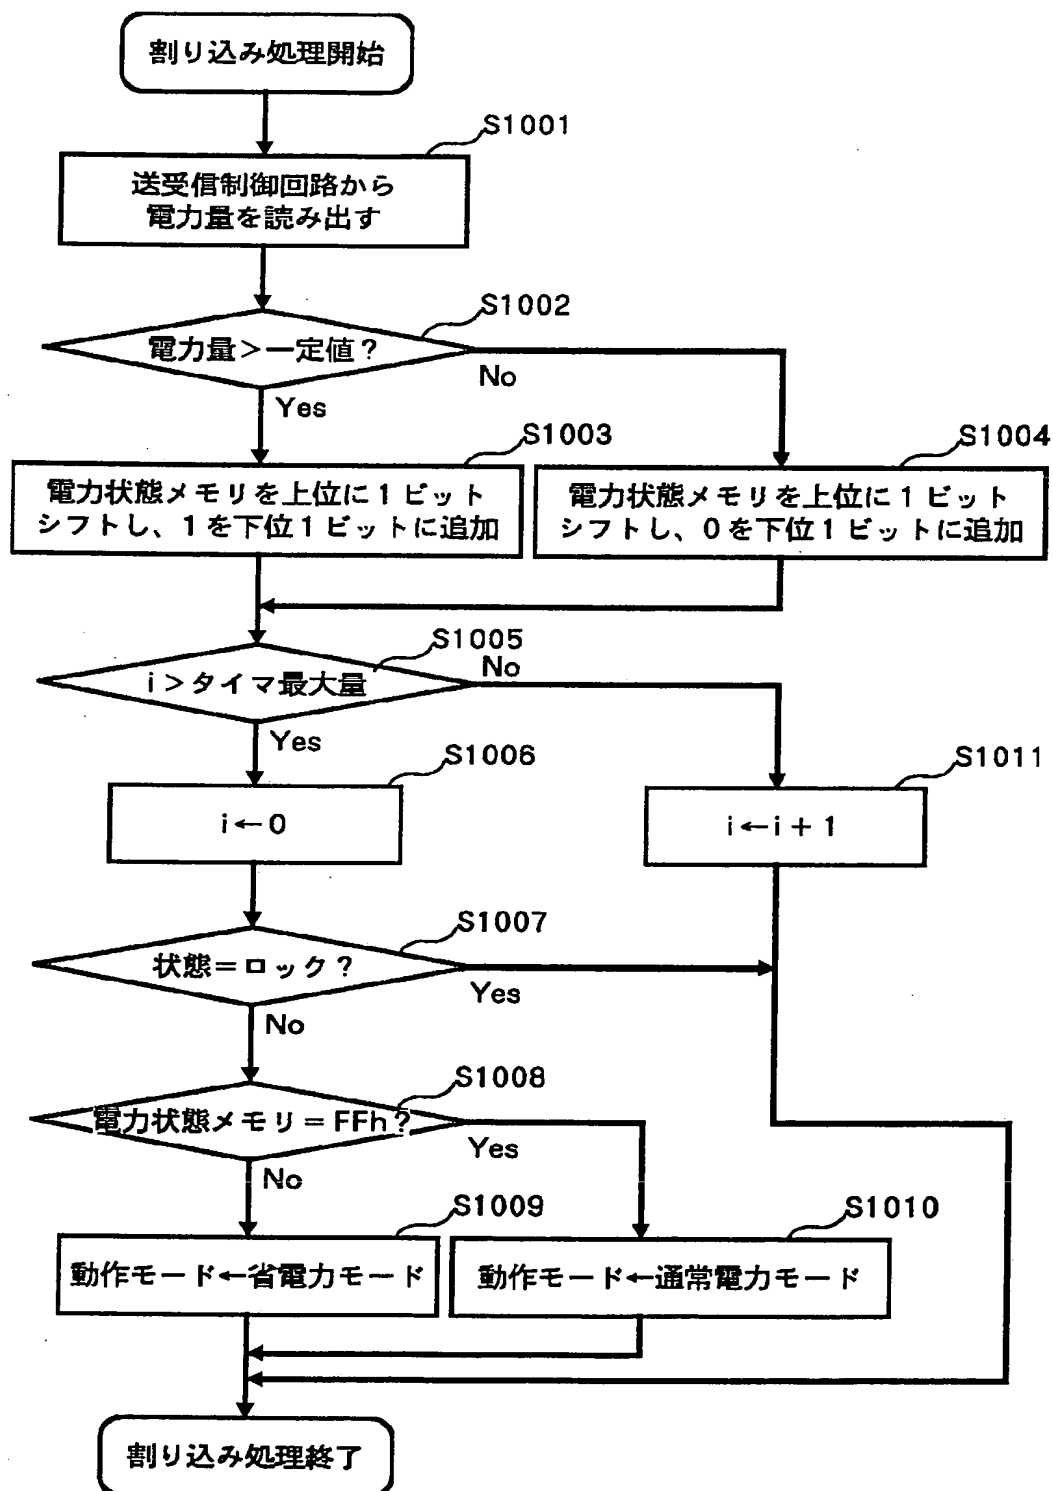 割り込み処理開始
S1001
送受信制御回路から
電力量を読み出す
S1002
電力量>一定値?
No
Yes
S1003
電力状態メモリを上位に1ビット
シフトし、1を下位1ビットに追加
S1004
電力状態メモリを上位に1ビット
シフトし、0を下位1ビットに追加
S1005
i>タイマ最大量
No
Yes
S1006
i←0
S1011
i←i+1
S1007
状態=ロック?
Yes
No
S1008
電力状態メモリ=FFh?
Yes
No
S1009
動作モード←省電力モード
S1010
動作モード←通常電力モード
割り込み処理終了